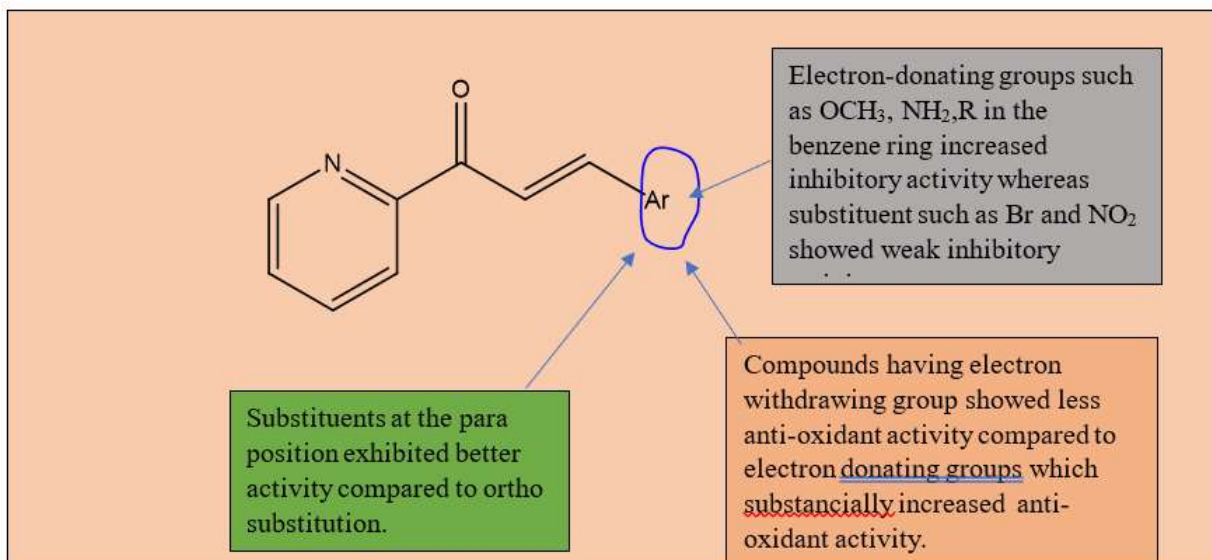 O
N
Ar
Electron-donating groups such
as OCH₃, NH₂,R in the
benzene ring increased
inhibitory activity whereas
substituent such as Br and NO₂
showed weak inhibitory
Substituents at the para
position exhibited better
activity compared to ortho
substitution.
Compounds having electron
withdrawing group showed less
anti-oxidant activity compared to
electron donating groups which
substancially increased anti-
oxidant activity.